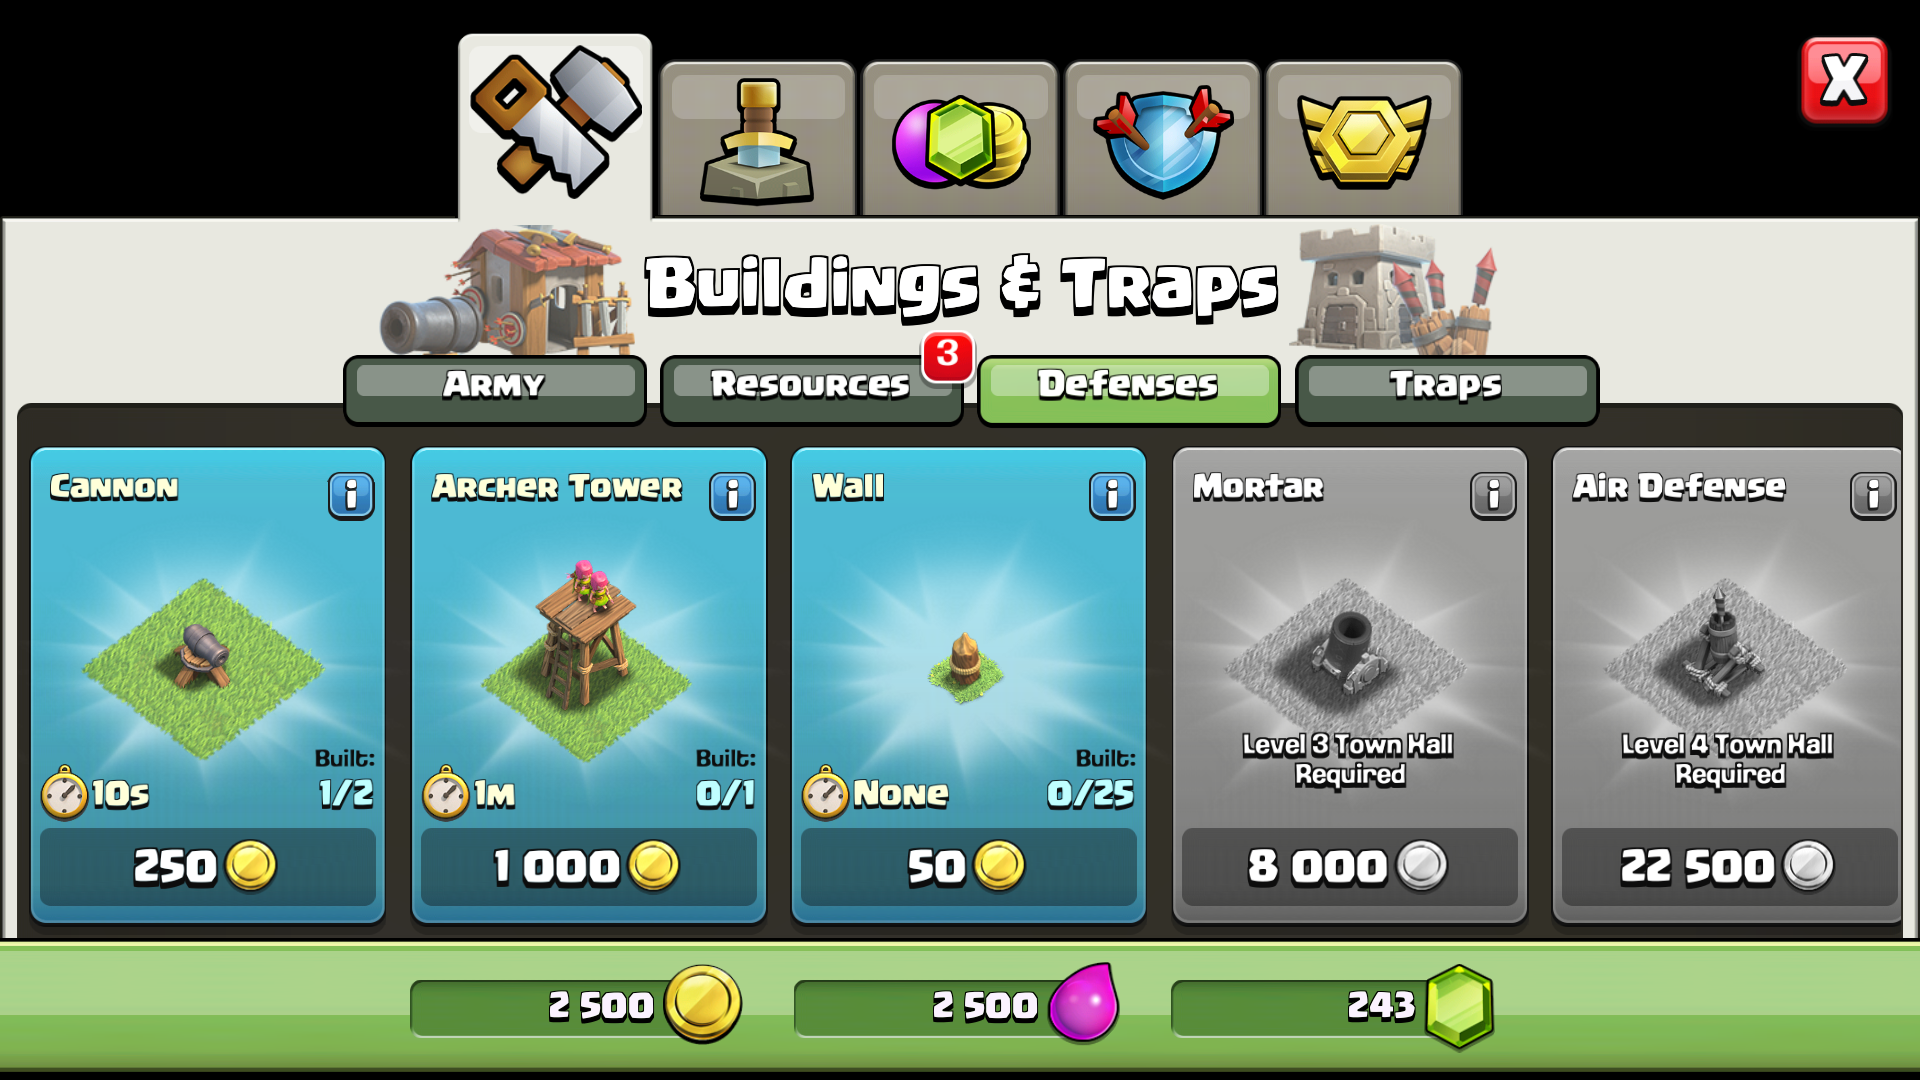 X
Buildings & Traps
Army
Resources
3
Defenses
Traps
Cannon
i
Archer Tower
i
Wall
i
Mortar
i
Air Defense
i
Built:
10s
1/2
Built:
1m
0/1
Built:
None
0/25
Level 3 Town Hall
Required
Level 4 Town Hall
Required
250
1 000
50
8 000
22 500
2 500
2 500
243